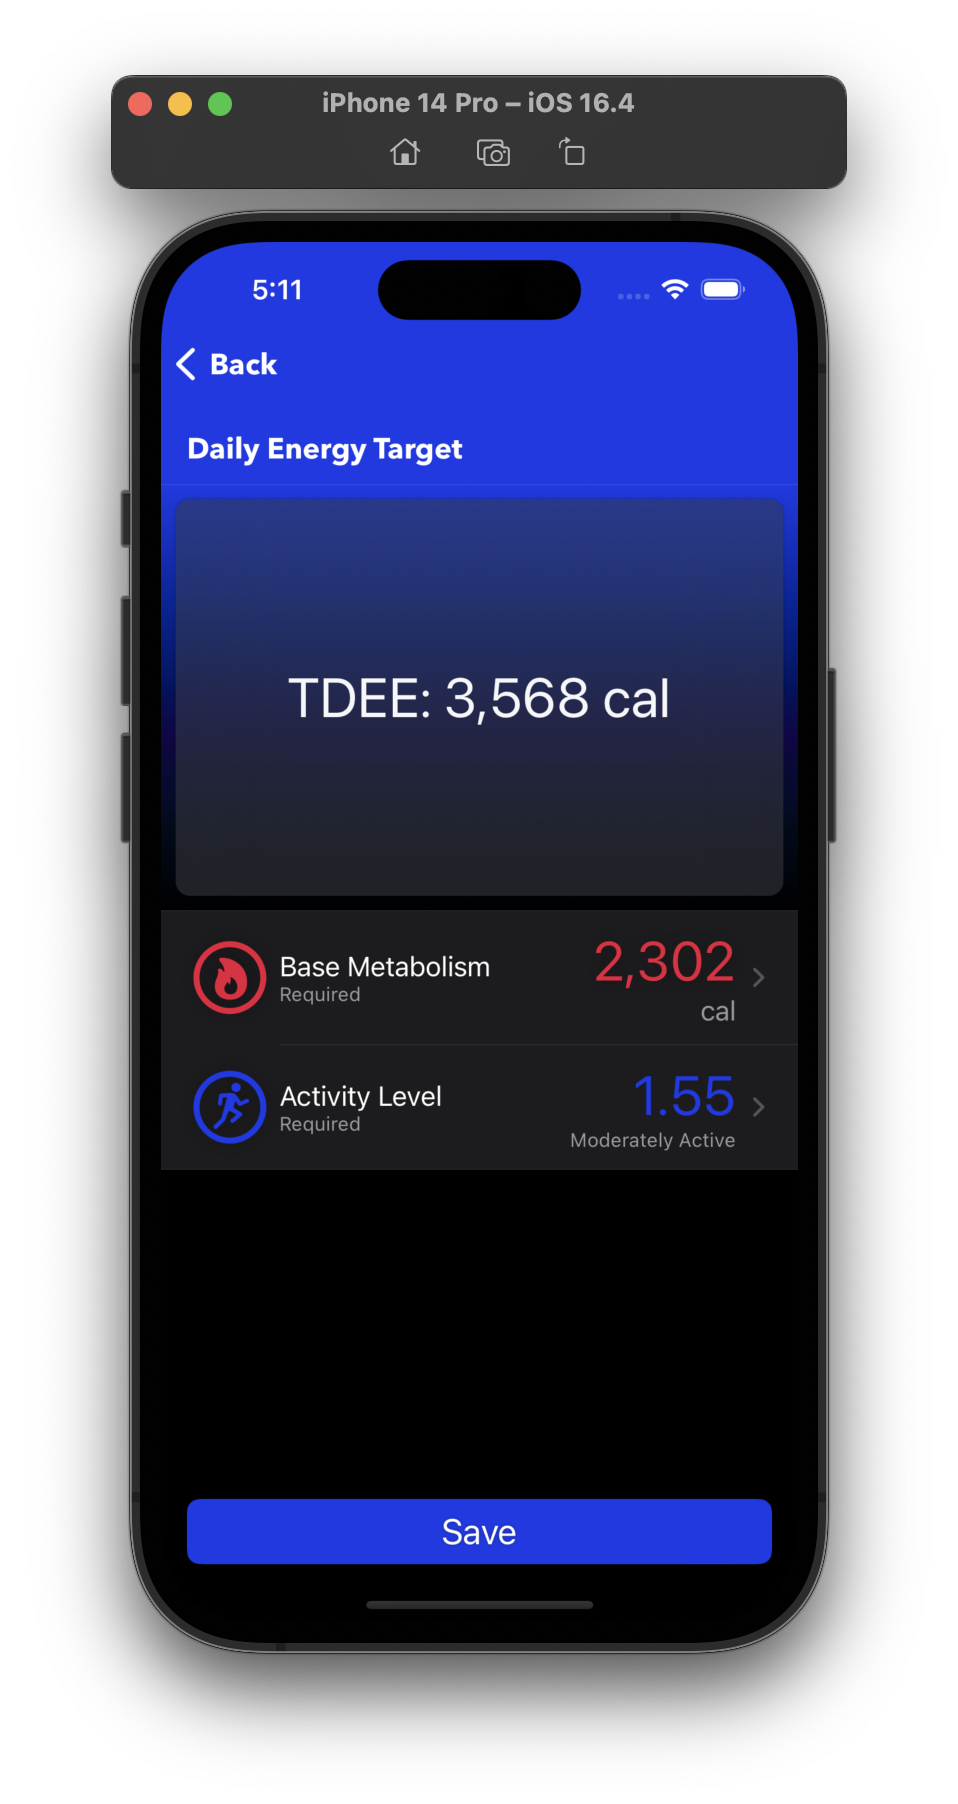 iPhone 14 Pro – iOS 16.4
5:11
Back
Daily Energy Target
TDEE: 3,568 cal
Base Metabolism
Required
2,302
cal
Activity Level
Required
1.55
Moderately Active
Save